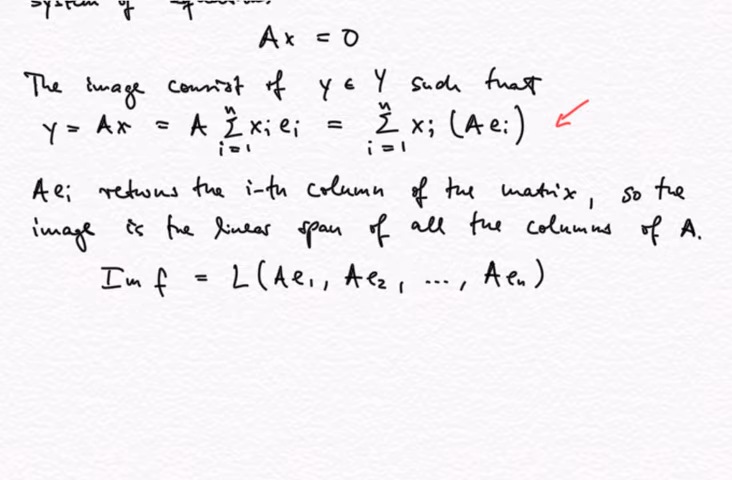 system of
Ax = 0
The image consist of y ∈ Y such that
y = Ax = A ∑_{i=1}^{n} x_i e_i = ∑_{i=1}^{n} x_i (Ae_i)
Ae_i returns the i-th column of the matrix, so the
image is the linear span of all the columns of A.
Im f = L(Ae_1, Ae_2, ..., Ae_n)